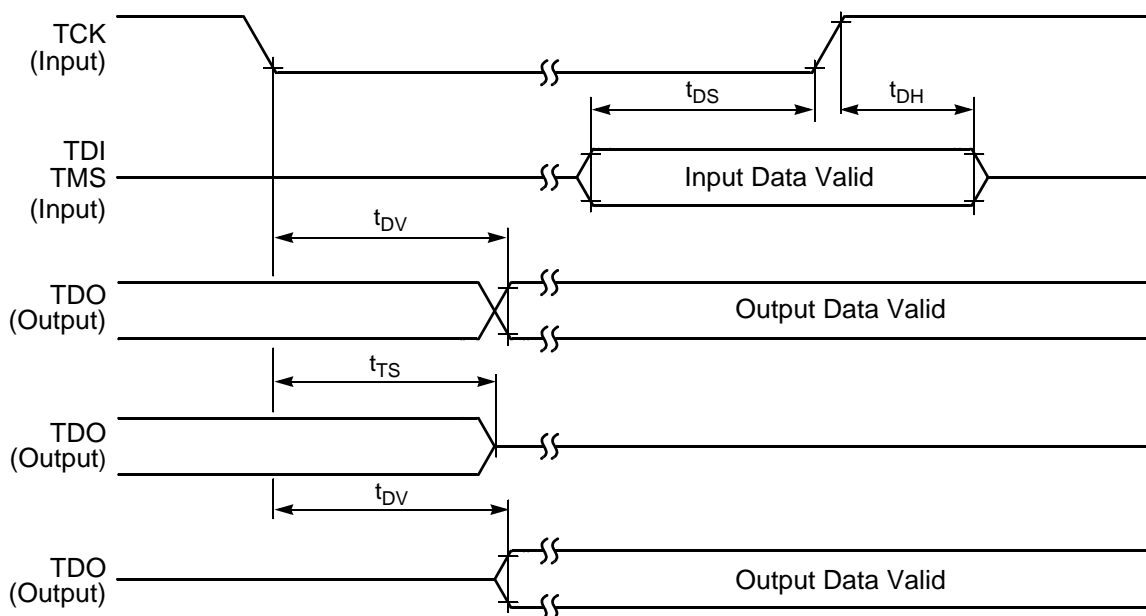 TCK
(Input)
tDS
tDH
TDI
TMS
(Input)
Input Data Valid
tDV
TDO
(Output)
Output Data Valid
tTS
TDO
(Output)
tDV
TDO
(Output)
Output Data Valid